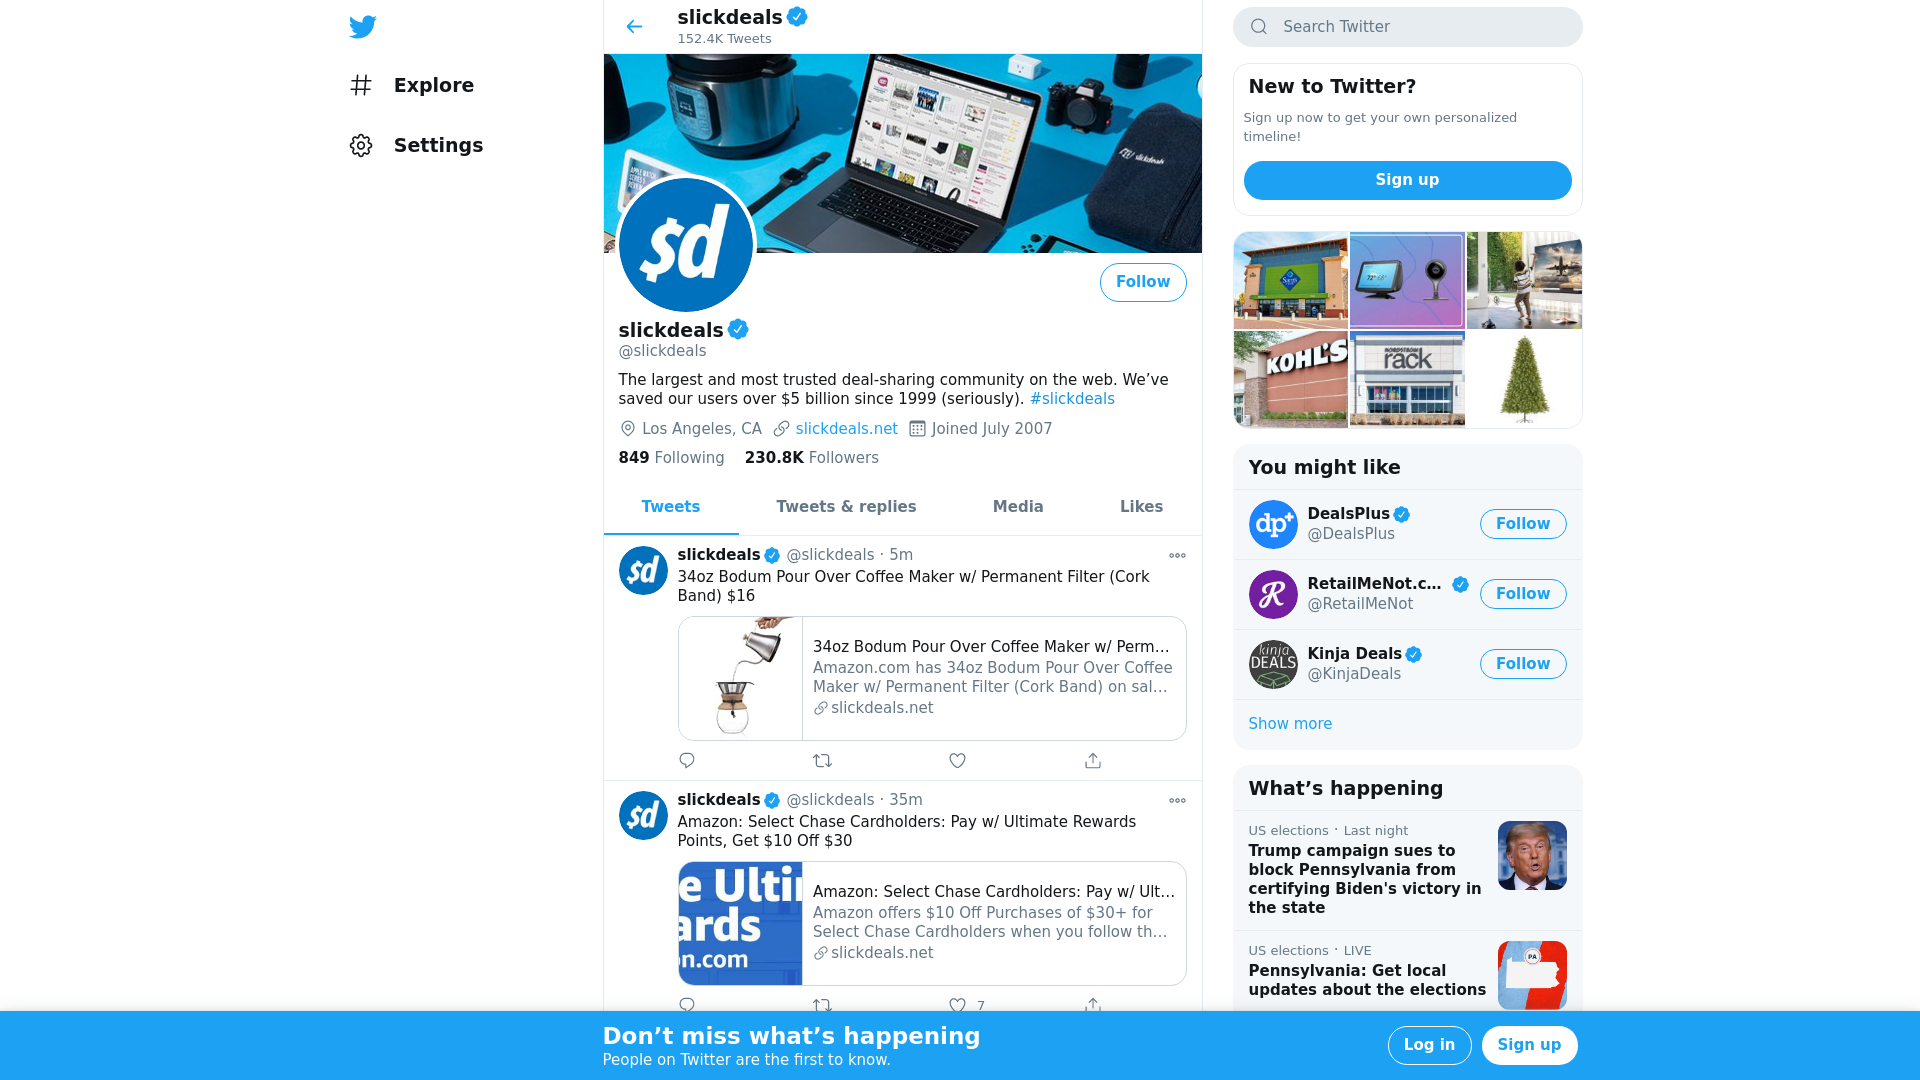 Explore
Settings
slickdeals
152.4K Tweets
slickdeals
$d
Follow
slickdeals
@slickdeals
The largest and most trusted deal-sharing community on the web. We’ve
saved our users over $5 billion since 1999 (seriously). #slickdeals
Los Angeles, CA slickdeals.net Joined July 2007
849 Following 230.8K Followers
Tweets Tweets & replies Media Likes
$d
slickdeals @slickdeals · 5m
34oz Bodum Pour Over Coffee Maker w/ Permanent Filter (Cork
Band) $16
34oz Bodum Pour Over Coffee Maker w/ Perm…
Amazon.com has 34oz Bodum Pour Over Coffee
Maker w/ Permanent Filter (Cork Band) on sal…
slickdeals.net
$d
slickdeals @slickdeals · 35m
Amazon: Select Chase Cardholders: Pay w/ Ultimate Rewards
Points, Get $10 Off $30
e Ulti
ards
n.com
Amazon: Select Chase Cardholders: Pay w/ Ult…
Amazon offers $10 Off Purchases of $30+ for
Select Chase Cardholders when you follow th…
slickdeals.net
7
Search Twitter
New to Twitter?
Sign up now to get your own personalized
timeline!
Sign up
KOHL'S
NORDSTROM
rack
You might like
dp+
DealsPlus
@DealsPlus
Follow
R
RetailMeNot.c…
@RetailMeNot
Follow
kinja
DEALS
Kinja Deals
@KinjaDeals
Follow
Show more
What’s happening
US elections · Last night
Trump campaign sues to
block Pennsylvania from
certifying Biden's victory in
the state
US elections · LIVE
Pennsylvania: Get local
updates about the elections
PA
Don’t miss what’s happening
People on Twitter are the first to know.
Log in
Sign up